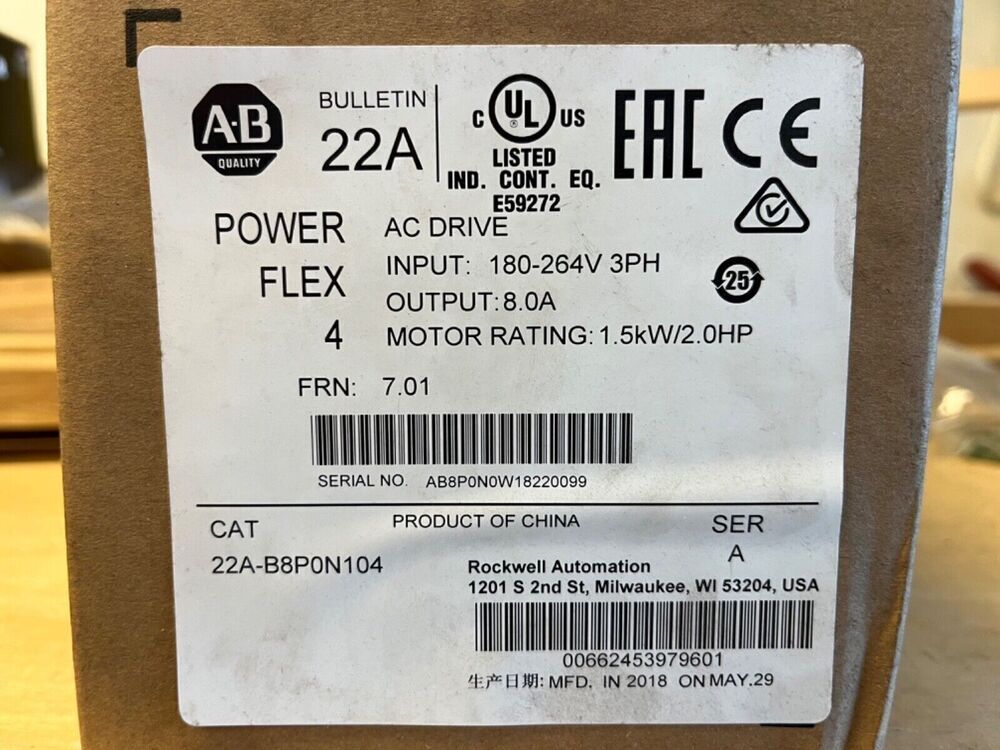 A-B
QUALITY
BULLETIN
22A
C UL US
®
LISTED
IND. CONT. EQ.
E59272
EAC CE
POWER
FLEX
4
AC DRIVE
INPUT: 180-264V 3PH
OUTPUT:8.0A
MOTOR RATING:1.5kW/2.0HP
25
FRN: 7.01
SERIAL NO. AB8P0N0W18220099
CAT
22A-B8P0N104
PRODUCT OF CHINA
SER
A
Rockwell Automation
1201 S 2nd St, Milwaukee, WI 53204, USA
00662453979601
生产日期: MFD. IN 2018 ON MAY.29